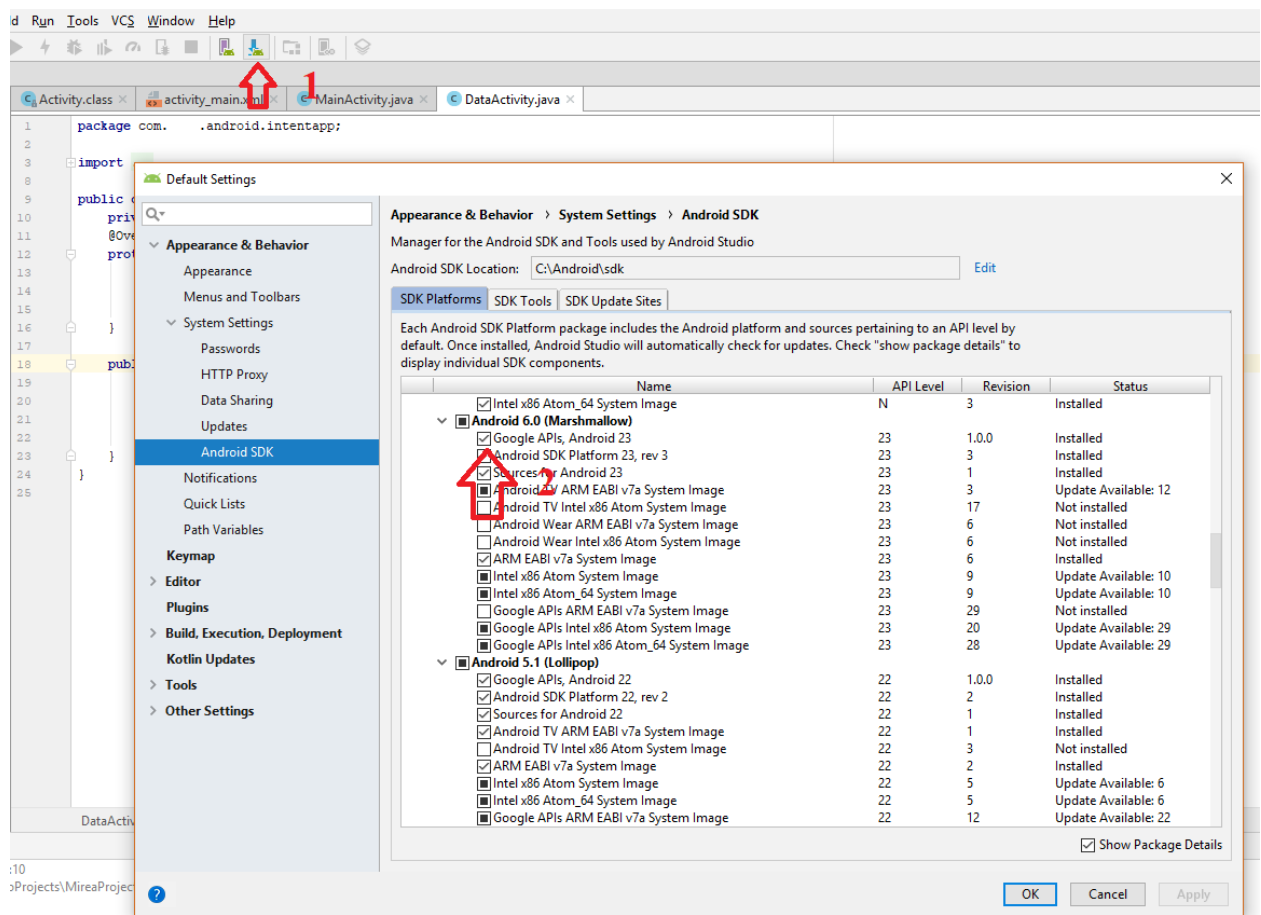 Run Tools VCS Window Help
1
Activity.class activity_main.xml MainActivity.java DataActivity.java
1 package com. .android.intentapp;
2
3 import
8
9 public
10
11
12
13
14
15
16 }
17
18
19
20
21
22
23 }
24 }
25
Default Settings
Appearance & Behavior
Appearance
Menus and Toolbars
System Settings
Passwords
HTTP Proxy
Data Sharing
Updates
Android SDK
Notifications
Quick Lists
Path Variables
Keymap
Editor
Plugins
Build, Execution, Deployment
Kotlin Updates
Tools
Other Settings
Appearance & Behavior › System Settings › Android SDK
Manager for the Android SDK and Tools used by Android Studio
Android SDK Location: C:\Android\sdk Edit
SDK Platforms SDK Tools SDK Update Sites
Each Android SDK Platform package includes the Android platform and sources pertaining to an API level by
default. Once installed, Android Studio will automatically check for updates. Check "show package details" to
display individual SDK components.
Name API Level Revision Status
Intel x86 Atom_64 System Image N 3 Installed
Android 6.0 (Marshmallow)
Google APIs, Android 23 23 1.0.0 Installed
Android SDK Platform 23, rev 3 23 3 Installed
Sources for Android 23 23 1 Installed
2
Android TV ARM EABI v7a System Image 23 3 Update Available: 12
Android TV Intel x86 Atom System Image 23 17 Not installed
Android Wear ARM EABI v7a System Image 23 6 Not installed
Android Wear Intel x86 Atom System Image 23 6 Not installed
ARM EABI v7a System Image 23 6 Installed
Intel x86 Atom System Image 23 9 Update Available: 10
Intel x86 Atom_64 System Image 23 9 Update Available: 10
Google APIs ARM EABI v7a System Image 23 29 Not installed
Google APIs Intel x86 Atom System Image 23 20 Update Available: 29
Google APIs Intel x86 Atom_64 System Image 23 28 Update Available: 29
Android 5.1 (Lollipop)
Google APIs, Android 22 22 1.0.0 Installed
Android SDK Platform 22, rev 2 22 2 Installed
Sources for Android 22 22 1 Installed
Android TV ARM EABI v7a System Image 22 1 Installed
Android TV Intel x86 Atom System Image 22 3 Not installed
ARM EABI v7a System Image 22 2 Installed
Intel x86 Atom System Image 22 5 Update Available: 6
Intel x86 Atom_64 System Image 22 5 Update Available: 6
Google APIs ARM EABI v7a System Image 22 12 Update Available: 22
Show Package Details
? OK Cancel Apply
:10